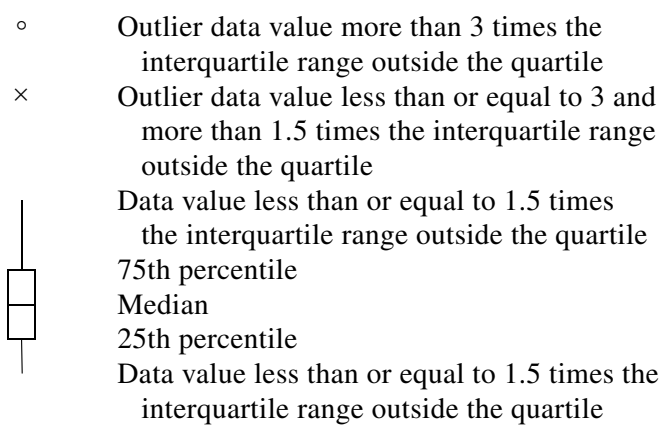 Outlier data value more than 3 times the
interquartile range outside the quartile
Outlier data value less than or equal to 3 and
more than 1.5 times the interquartile range
outside the quartile
Data value less than or equal to 1.5 times
the interquartile range outside the quartile
75th percentile
Median
25th percentile
Data value less than or equal to 1.5 times the
interquartile range outside the quartile